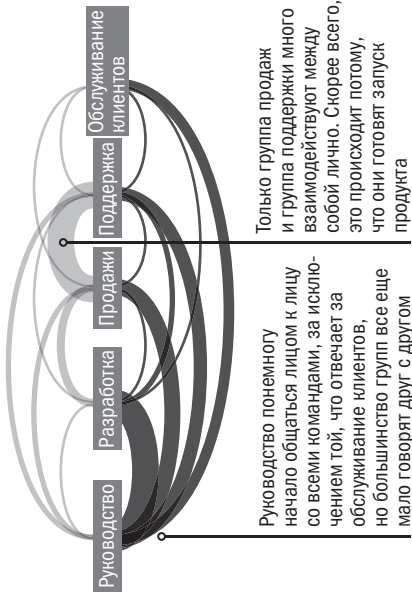 Руководство
Разработка
Продажи
Поддержка
Обслуживание
клиентов
Руководство понемногу
начало общаться лицом к лицу
со всеми командами, за исклю-
чением той, что отвечает за
обслуживание клиентов,
но большинство групп все еще
мало говорят друг с другом
Только группа продаж
и группа поддержки много
взаимодействуют между
собой лично. Скорее всего,
это происходит потому,
что они готовят запуск
продукта